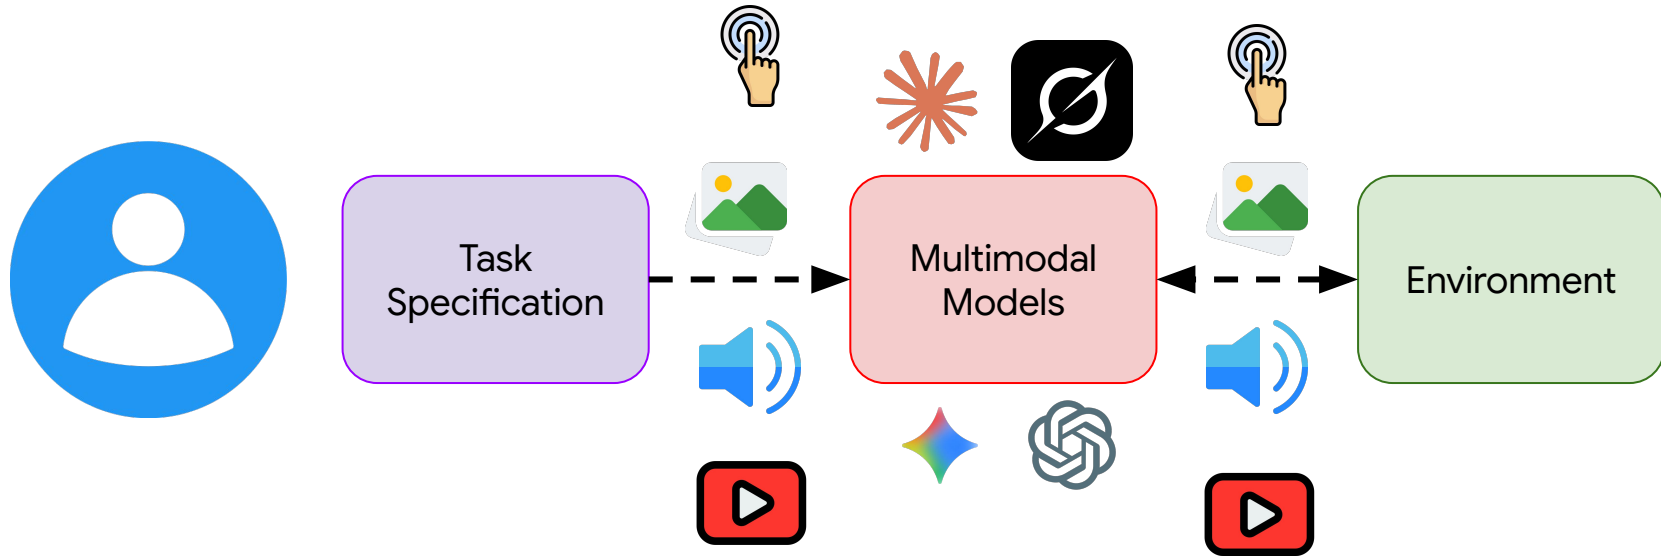 Task
Specification
Multimodal
Models
Environment